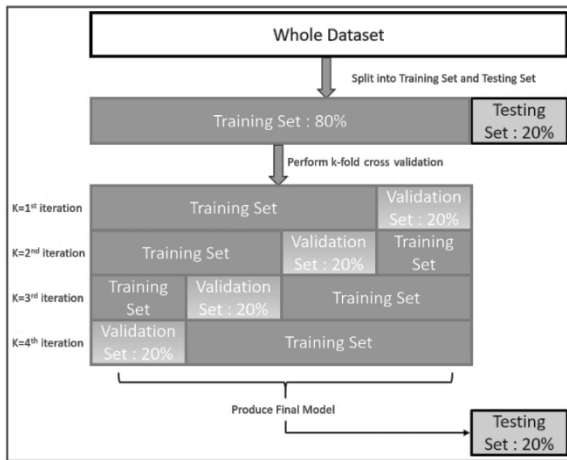 Whole Dataset
Split into Training Set and Testing Set
Training Set : 80%
Testing
Set : 20%
Perform k-fold cross validation
K=1st iteration
Training Set
Validation
Set : 20%
K=2nd iteration
Training Set
Validation
Set : 20%
Training
Set
K=3rd iteration
Training
Set
Validation
Set : 20%
Training Set
K=4th iteration
Validation
Set : 20%
Training Set
Produce Final Model
Testing
Set : 20%